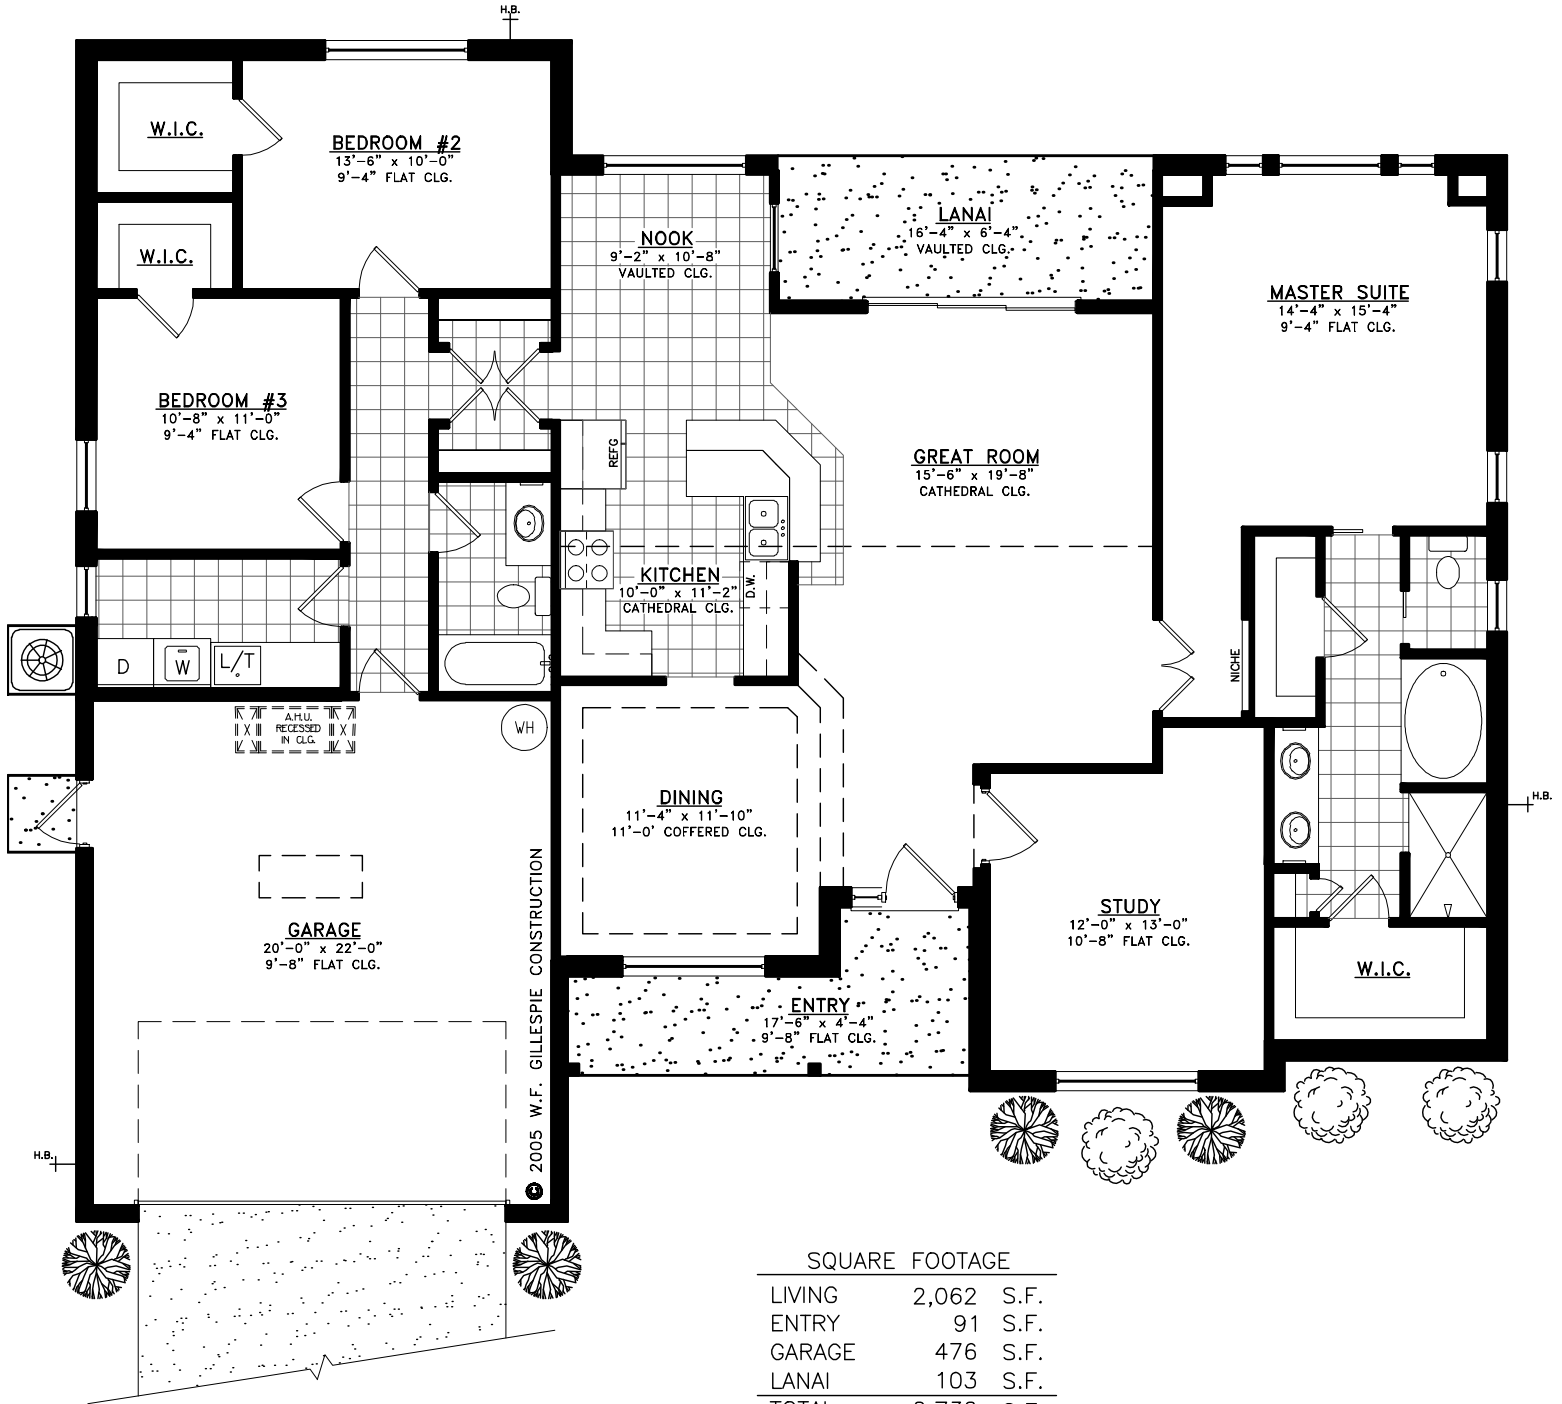 H.B.
W.I.C.
BEDROOM #2
13'-6" x 10'-0"
9'-4" FLAT CLG.
W.I.C.
NOOK
9'-2" x 10'-8"
VAULTED CLG.
LANAI
16'-4" x 6'-4"
VAULTED CLG.
MASTER SUITE
14'-4" x 15'-4"
9'-4" FLAT CLG.
BEDROOM #3
10'-8" x 11'-0"
9'-4" FLAT CLG.
REFG
GREAT ROOM
15'-6" x 19'-8"
CATHEDRAL CLG.
KITCHEN
10'-0" x 11'-2"
CATHEDRAL CLG.
D.W.
NICHE
D
W
L/T
A.H.U.
RECESSED
IN CLG.
X
X
WH
DINING
11'-4" x 11'-10"
11'-0' COFFERED CLG.
H.B.
GARAGE
20'-0" x 22'-0"
9'-8" FLAT CLG.
STUDY
12'-0" x 13'-0"
10'-8" FLAT CLG.
W.I.C.
ENTRY
17'-6" x 4'-4"
9'-8" FLAT CLG.
© 2005 W.F. GILLESPIE CONSTRUCTION
H.B.
SQUARE FOOTAGE
LIVING 2,062 S.F.
ENTRY 91 S.F.
GARAGE 476 S.F.
LANAI 103 S.F.